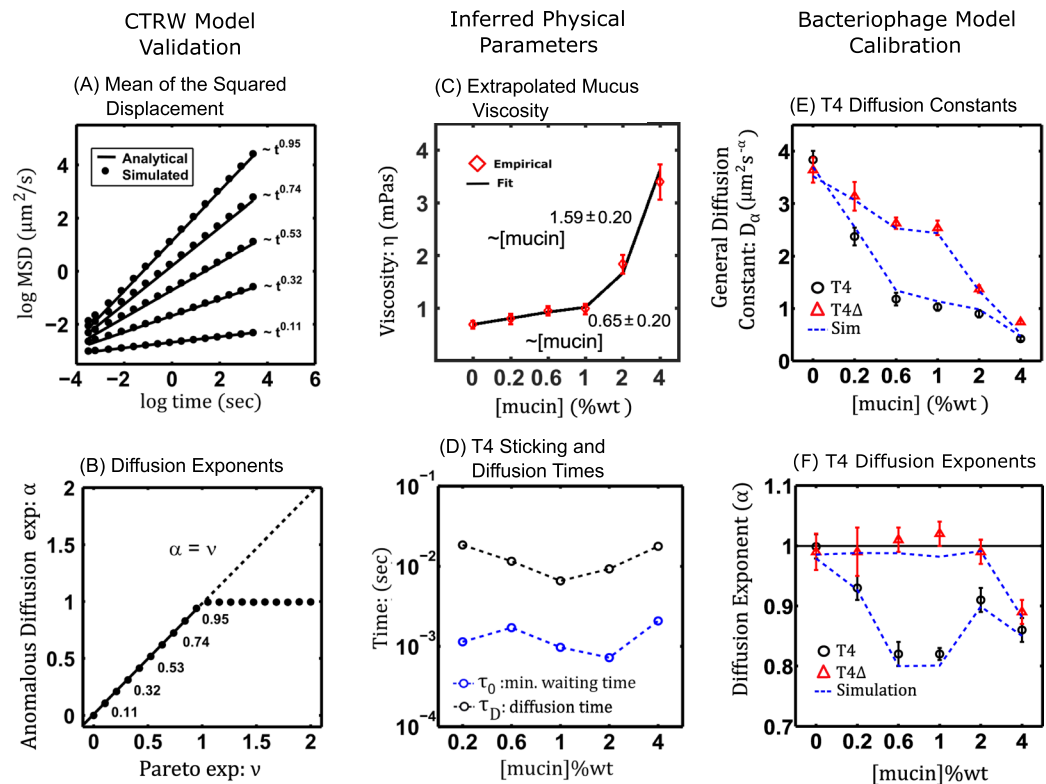 CTRW Model
Validation
Inferred Physical
Parameters
Bacteriophage Model
Calibration
(A) Mean of the Squared
Displacement
log MSD (μm²/s)
4
2
0
−2
Analytical
Simulated
~ t^0.95
~ t^0.74
~ t^0.53
~ t^0.32
~ t^0.11
−4 −2 0 2 4 6
log time (sec)
(C) Extrapolated Mucus
Viscosity
Viscosity: η (mPas)
4
3
2
1
0
Empirical
Fit
1.59 ± 0.20
~[mucin]
0.65 ± 0.20
~[mucin]
0 0.2 0.6 1 2 4
[mucin] (%wt )
(E) T4 Diffusion Constants
General Diffusion
Constant: Dα (μm²s^-α)
4
3
2
1
0
T4
T4Δ
Sim
0 0.2 0.6 1 2 4
[mucin] (%wt)
(B) Diffusion Exponents
Anomalous Diffusion exp: α
2
1.5
1
0.5
0
α = ν
0.95
0.74
0.53
0.32
0.11
0 0.5 1 1.5 2
Pareto exp: ν
(D) T4 Sticking and
Diffusion Times
Time: (sec)
10^−1
10^−2
10^−3
10^−4
τ0 :min. waiting time
τD: diffusion time
0.2 0.6 1 2 4
[mucin]%wt
(F) T4 Diffusion Exponents
Diffusion Exponent (α)
1.1
1
0.9
0.8
0.7
T4
T4Δ
Simulation
0 0.2 0.6 1 2 4
[mucin]%wt